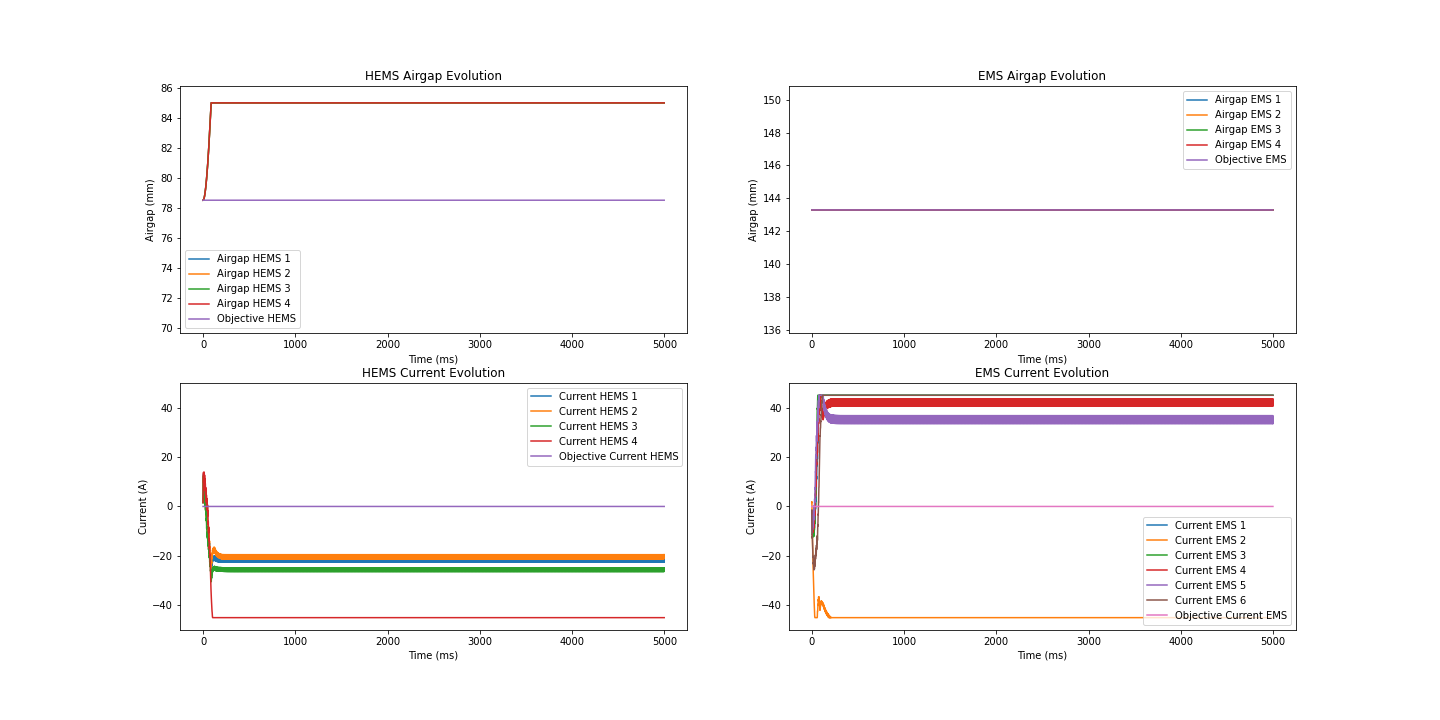 HEMS Airgap Evolution
86
84
82
80
78
76
74
72
70
Airgap (mm)
Airgap HEMS 1
Airgap HEMS 2
Airgap HEMS 3
Airgap HEMS 4
Objective HEMS
0 1000 2000 3000 4000 5000
Time (ms)
EMS Airgap Evolution
150
148
146
144
142
140
138
136
Airgap (mm)
Airgap EMS 1
Airgap EMS 2
Airgap EMS 3
Airgap EMS 4
Objective EMS
0 1000 2000 3000 4000 5000
Time (ms)
HEMS Current Evolution
40
20
0
−20
−40
Current (A)
Current HEMS 1
Current HEMS 2
Current HEMS 3
Current HEMS 4
Objective Current HEMS
0 1000 2000 3000 4000 5000
Time (ms)
EMS Current Evolution
40
20
0
−20
−40
Current (A)
Current EMS 1
Current EMS 2
Current EMS 3
Current EMS 4
Current EMS 5
Current EMS 6
Objective Current EMS
0 1000 2000 3000 4000 5000
Time (ms)